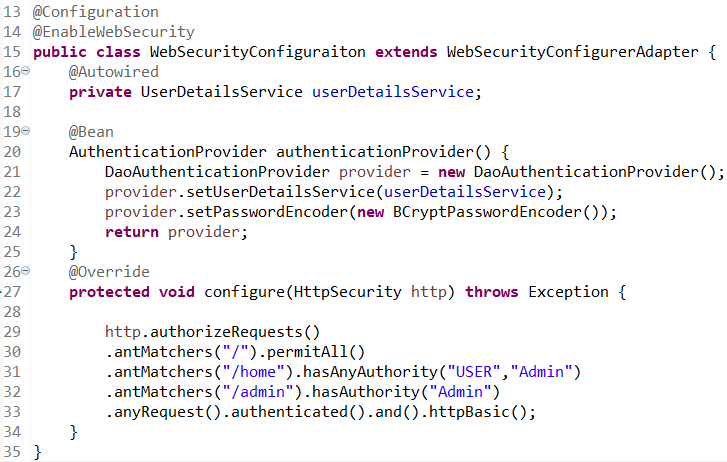 13 @Configuration
14 @EnableWebSecurity
15 public class WebSecurityConfiguraiton extends WebSecurityConfigurerAdapter {
16 @Autowired
17 private UserDetailsService userDetailsService;
18
19 @Bean
20 AuthenticationProvider authenticationProvider() {
21 DaoAuthenticationProvider provider = new DaoAuthenticationProvider();
22 provider.setUserDetailsService(userDetailsService);
23 provider.setPasswordEncoder(new BCryptPasswordEncoder());
24 return provider;
25 }
26 @Override
27 protected void configure(HttpSecurity http) throws Exception {
28
29 http.authorizeRequests()
30 .antMatchers("/").permitAll()
31 .antMatchers("/home").hasAnyAuthority("USER","Admin")
32 .antMatchers("/admin").hasAuthority("Admin")
33 .anyRequest().authenticated().and().httpBasic();
34 }
35 }